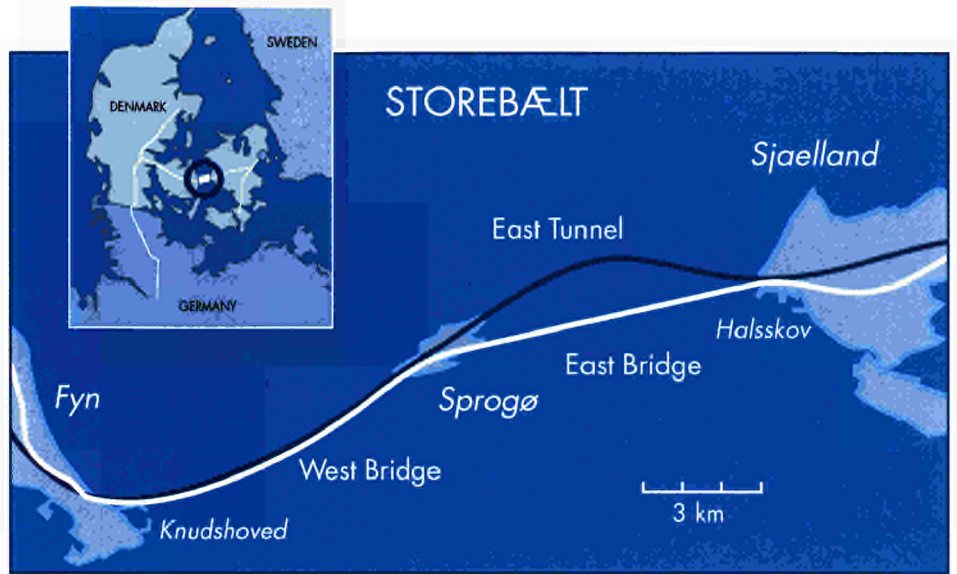 SWEDEN
DENMARK
GERMANY
STOREBÆLT
Sjaelland
East Tunnel
Halsskov
East Bridge
Fyn
Sprogø
West Bridge
3 km
Knudshoved